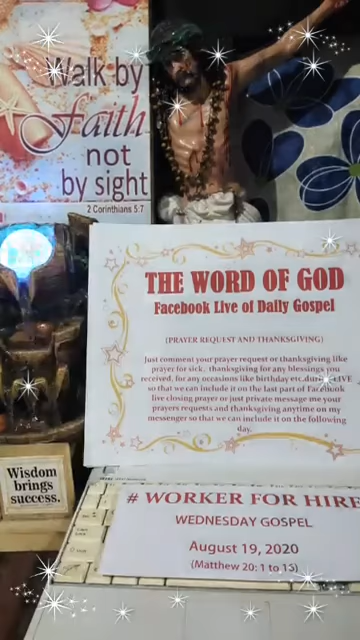 Walk by
Faith
not
by sight
2 Corinthians 5:7
THE WORD OF GOD
Facebook Live of Daily Gospel
(PRAYER REQUEST AND THANKSGIVING)
Just comment your prayer request or thanksgiving like
prayer for sick, thanksgiving for any blessings you
received, for any occasions like birthday etc. during LIVE
so that we can include it on the last part of Facebook
live closing prayer or just private message me your
prayers requests and thanksgiving anytime on my
messenger so that we can include it on the following
day.
Wisdom
brings
success.
# WORKER FOR HIRE
WEDNESDAY GOSPEL
August 19, 2020
(Matthew 20: 1 to 15)